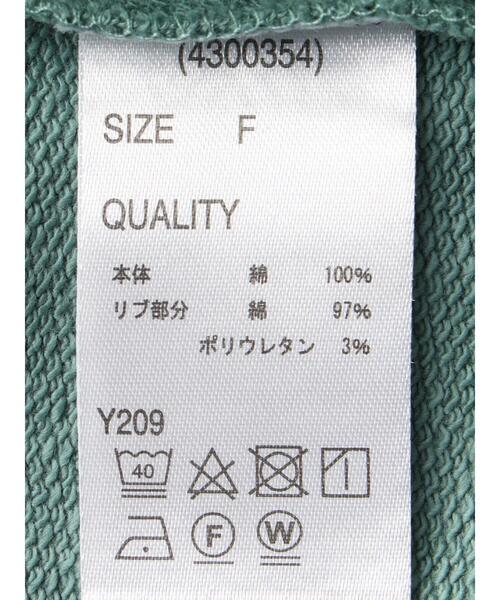 (4300354)
SIZE F
QUALITY
本体 綿 100%
リブ部分 綿 97%
ポリウレタン 3%
Y209
40
F W